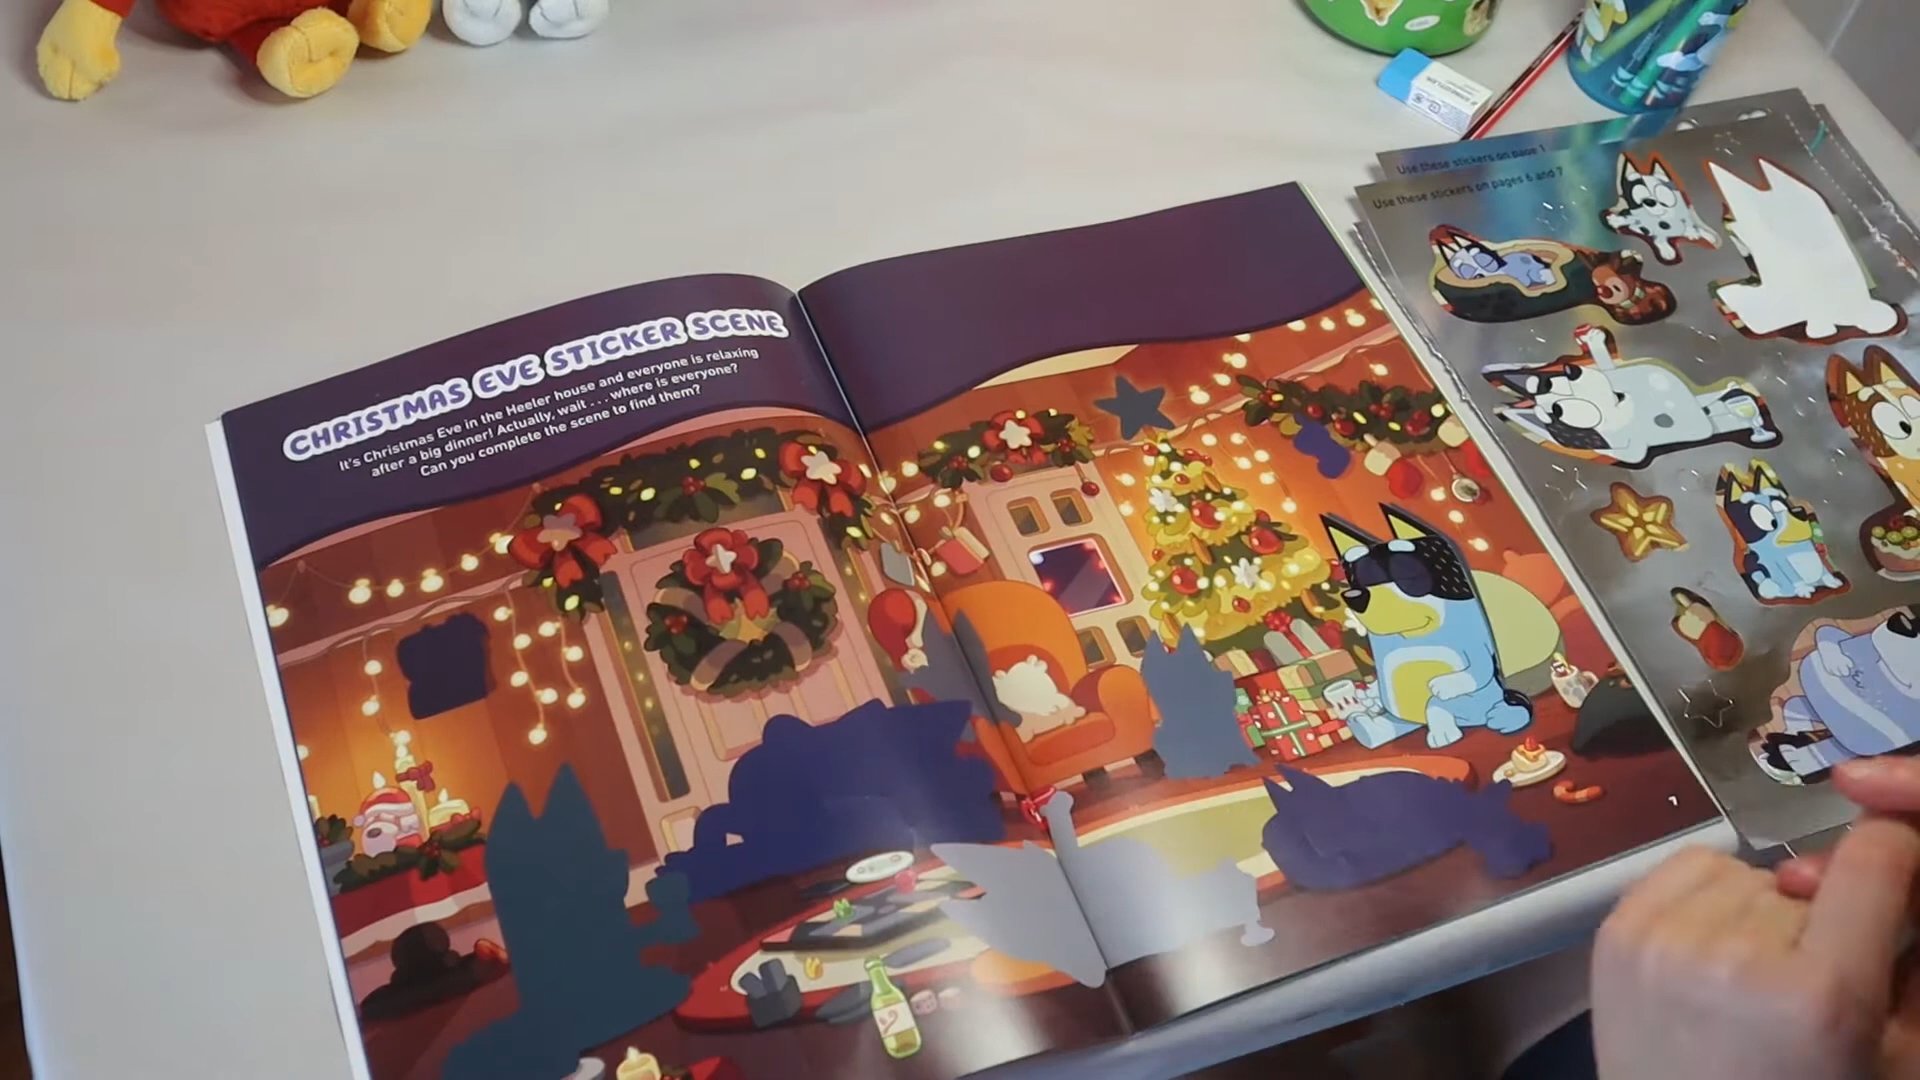 CHRISTMAS EVE STICKER SCENE
It's Christmas Eve in the Heeler house and everyone is relaxing
after a big dinner! Actually, wait . . . where is everyone?
Can you complete the scene to find them?
7
Use these stickers on page 1
Use these stickers on pages 6 and 7